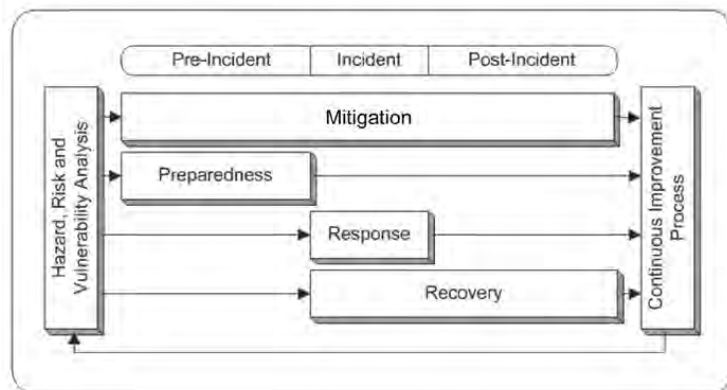 Pre-Incident
Incident
Post-Incident
Hazard, Risk and
Vulnerability Analysis
Mitigation
Preparedness
Response
Recovery
Continuous Improvement
Process